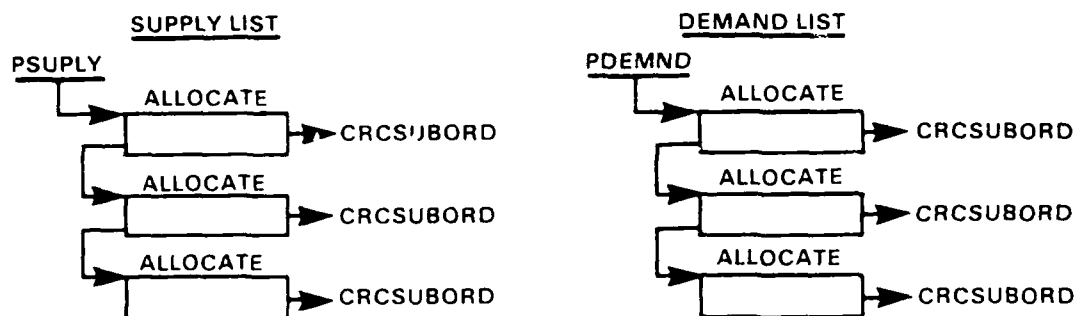 SUPPLY LIST
PSUPLY
ALLOCATE
CRCSUBORD
ALLOCATE
CRCSUBORD
ALLOCATE
CRCSUBORD
DEMAND LIST
PDEMND
ALLOCATE
CRCSUBORD
ALLOCATE
CRCSUBORD
ALLOCATE
CRCSUBORD